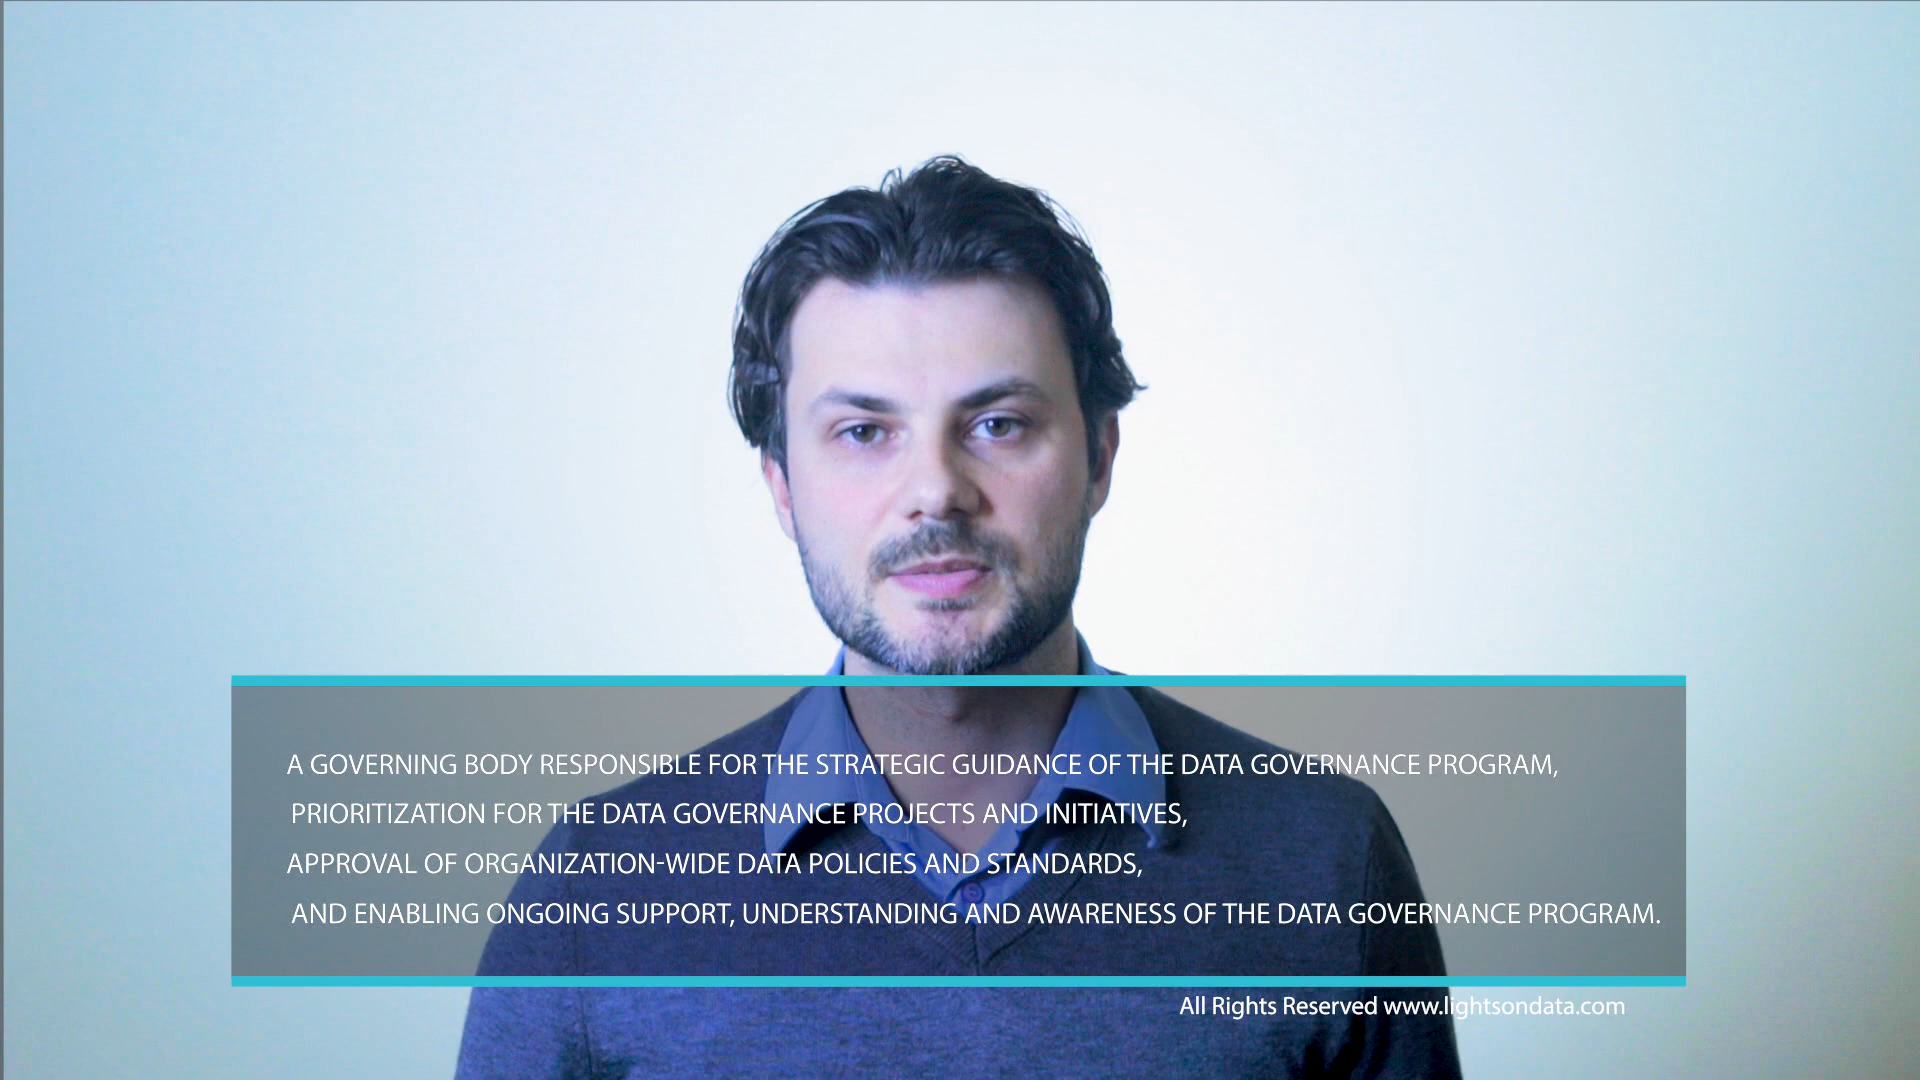 A GOVERNING BODY RESPONSIBLE FOR THE STRATEGIC GUIDANCE OF THE DATA GOVERNANCE PROGRAM,
PRIORITIZATION FOR THE DATA GOVERNANCE PROJECTS AND INITIATIVES,
APPROVAL OF ORGANIZATION-WIDE DATA POLICIES AND STANDARDS,
AND ENABLING ONGOING SUPPORT, UNDERSTANDING AND AWARENESS OF THE DATA GOVERNANCE PROGRAM.
All Rights Reserved www.lightsondata.com